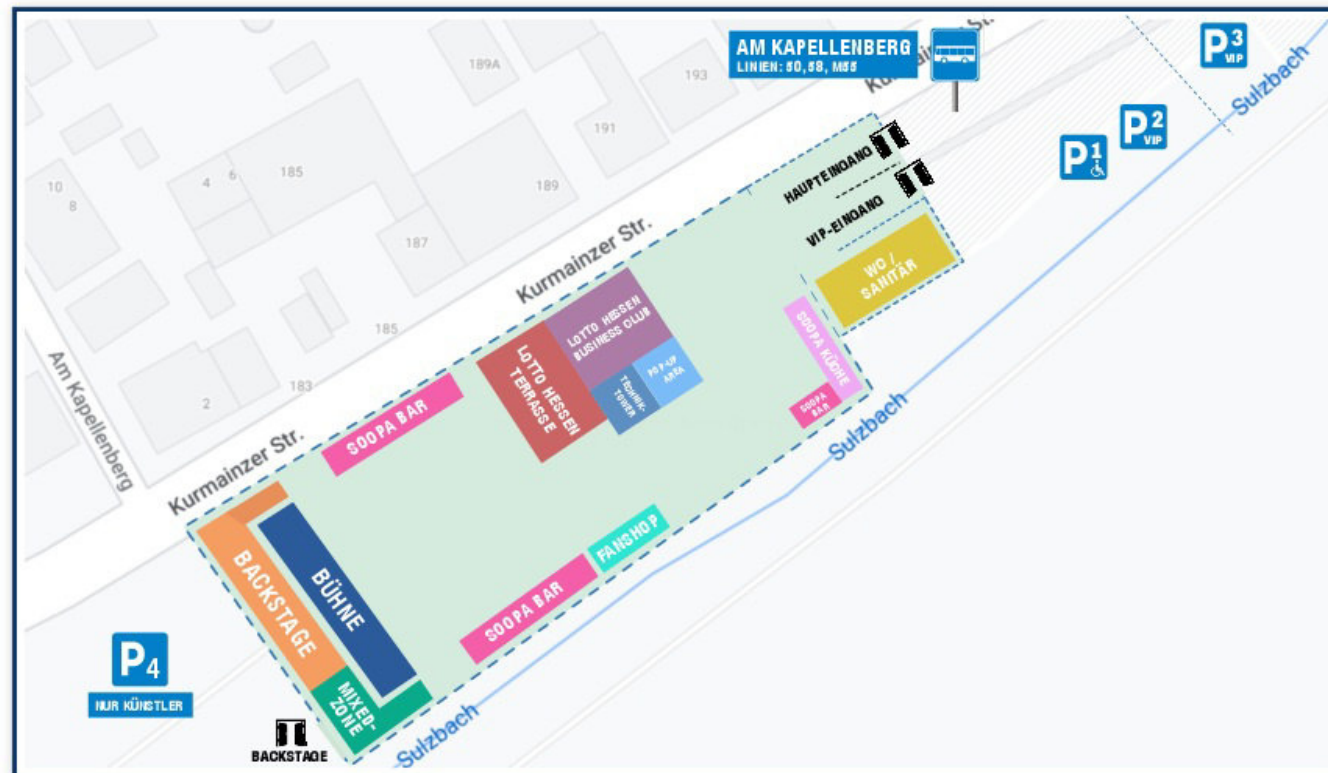 AM KAPELLENBERG
LINIEN: 50, 58, M55
P3
VIP
P2
VIP
P1
Sulzbach
Kurmainzer Str.
189A
193
191
10
8
4
6
185
189
187
HAUPTEINGANG
VIP-EINGANG
WC /
SANITÄR
Kurmainzer Str.
LOTTO HESSEN
BUSINESS CLUB
LOTTO HESSEN
TERRASSE
TECHNIK-
TOWER
POP-UP
AREA
SOOPA KÜCHE
SOOPA
BAR
185
183
2
Am Kapellenberg
SOOPA BAR
Kurmainzer Str.
Sulzbach
BACKSTAGE
BÜHNE
FANSHOP
SOOPA BAR
MIXED-
ZONE
P4
NUR KÜNSTLER
BACKSTAGE
Sulzbach